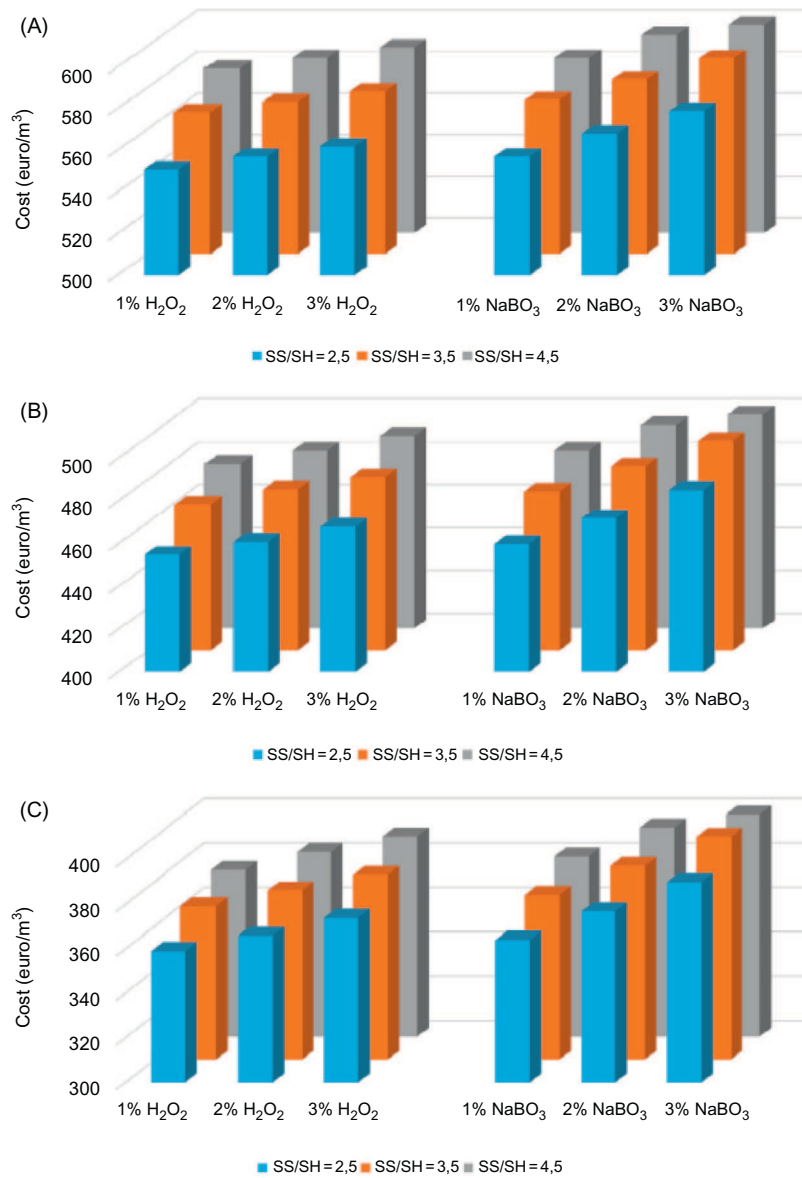 (A)
Cost (euro/m³)
600
580
560
540
520
500
1% H₂O₂ 2% H₂O₂ 3% H₂O₂ 1% NaBO₃ 2% NaBO₃ 3% NaBO₃
SS/SH = 2,5 SS/SH = 3,5 SS/SH = 4,5
(B)
Cost (euro/m³)
500
480
460
440
420
400
1% H₂O₂ 2% H₂O₂ 3% H₂O₂ 1% NaBO₃ 2% NaBO₃ 3% NaBO₃
SS/SH = 2,5 SS/SH = 3,5 SS/SH = 4,5
(C)
Cost (euro/m³)
400
380
360
340
320
300
1% H₂O₂ 2% H₂O₂ 3% H₂O₂ 1% NaBO₃ 2% NaBO₃ 3% NaBO₃
SS/SH = 2,5 SS/SH = 3,5 SS/SH = 4,5